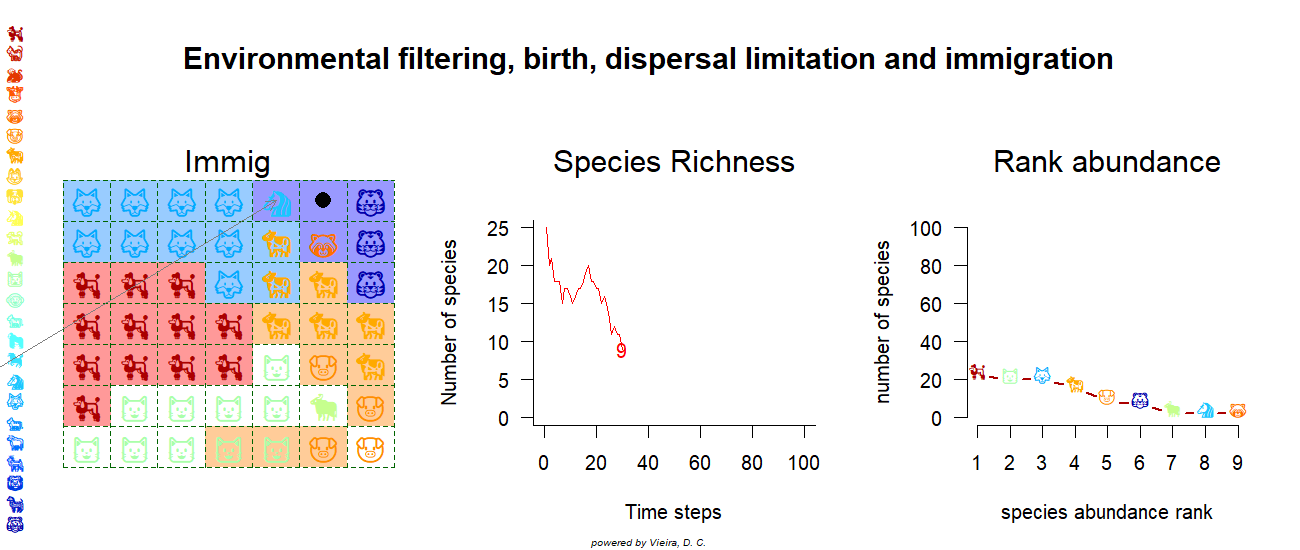 Environmental filtering, birth, dispersal limitation and immigration
Immig
Species Richness
Rank abundance
Number of species
25
20
15
10
5
0
0 20 40 60 80 100
Time steps
number of species
100
80
60
40
20
0
1 2 3 4 5 6 7 8 9
species abundance rank
powered by Vieira, D. C.